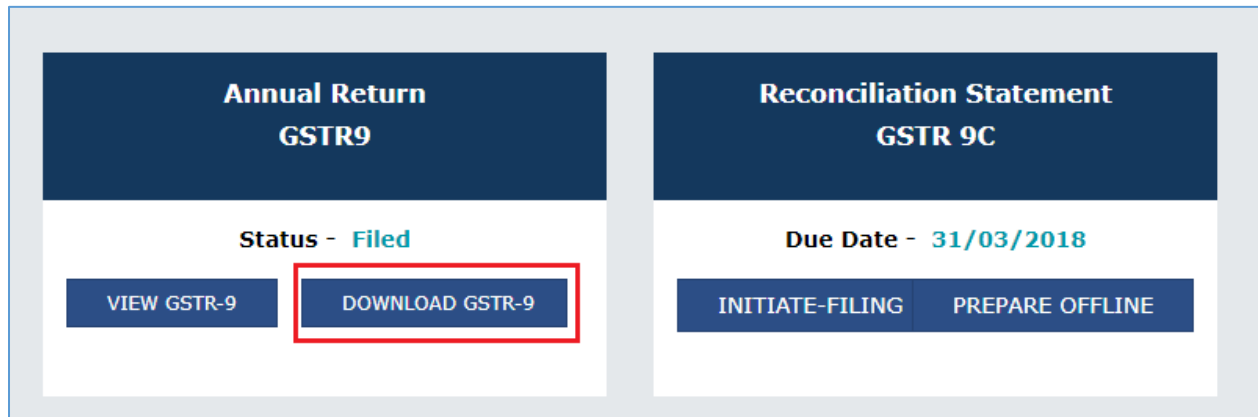 Annual Return
GSTR9
Status - Filed
VIEW GSTR-9
DOWNLOAD GSTR-9
Reconciliation Statement
GSTR 9C
Due Date - 31/03/2018
INITIATE-FILING
PREPARE OFFLINE